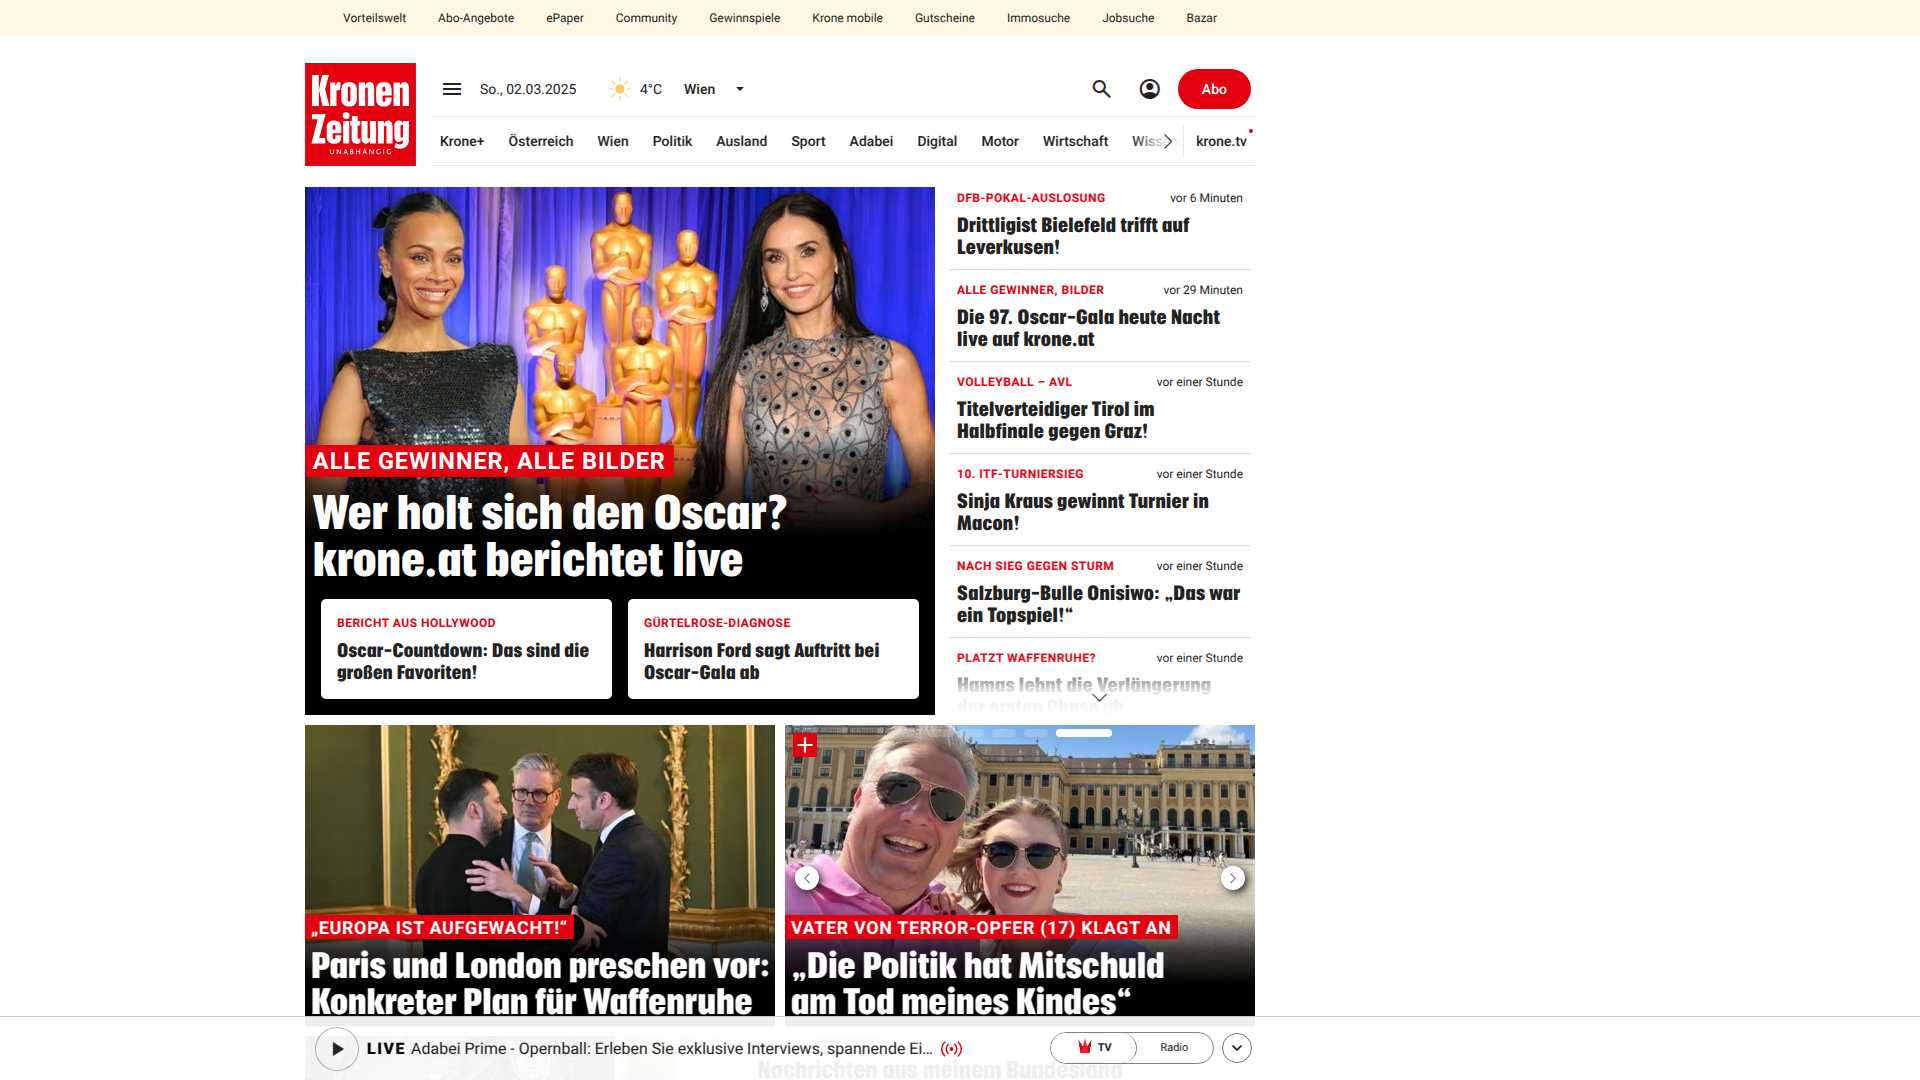 Vorteilswelt Abo-Angebote ePaper Community Gewinnspiele Krone mobile Gutscheine Immosuche Jobsuche Bazar
Kronen
Zeitung
UNABHÄNGIG
So., 02.03.2025 4°C Wien
Abo
Krone+ Österreich Wien Politik Ausland Sport Adabei Digital Motor Wirtschaft Wiss krone.tv
ALLE GEWINNER, ALLE BILDER
Wer holt sich den Oscar?
krone.at berichtet live
BERICHT AUS HOLLYWOOD
Oscar-Countdown: Das sind die
großen Favoriten!
GÜRTELROSE-DIAGNOSE
Harrison Ford sagt Auftritt bei
Oscar-Gala ab
DFB-POKAL-AUSLOSUNG vor 6 Minuten
Drittligist Bielefeld trifft auf
Leverkusen!
ALLE GEWINNER, BILDER vor 29 Minuten
Die 97. Oscar-Gala heute Nacht
live auf krone.at
VOLLEYBALL – AVL vor einer Stunde
Titelverteidiger Tirol im
Halbfinale gegen Graz!
10. ITF-TURNIERSIEG vor einer Stunde
Sinja Kraus gewinnt Turnier in
Macon!
NACH SIEG GEGEN STURM vor einer Stunde
Salzburg-Bulle Onisiwo: „Das war
ein Topspiel!“
PLATZT WAFFENRUHE? vor einer Stunde
Hamas lehnt die Verlängerung
der ersten Phase ab
„EUROPA IST AUFGEWACHT!“
Paris und London preschen vor:
Konkreter Plan für Waffenruhe
VATER VON TERROR-OPFER (17) KLAGT AN
„Die Politik hat Mitschuld
am Tod meines Kindes“
LIVE Adabei Prime - Opernball: Erleben Sie exklusive Interviews, spannende Ei...
TV Radio
Nachrichten aus meinem Bundesland